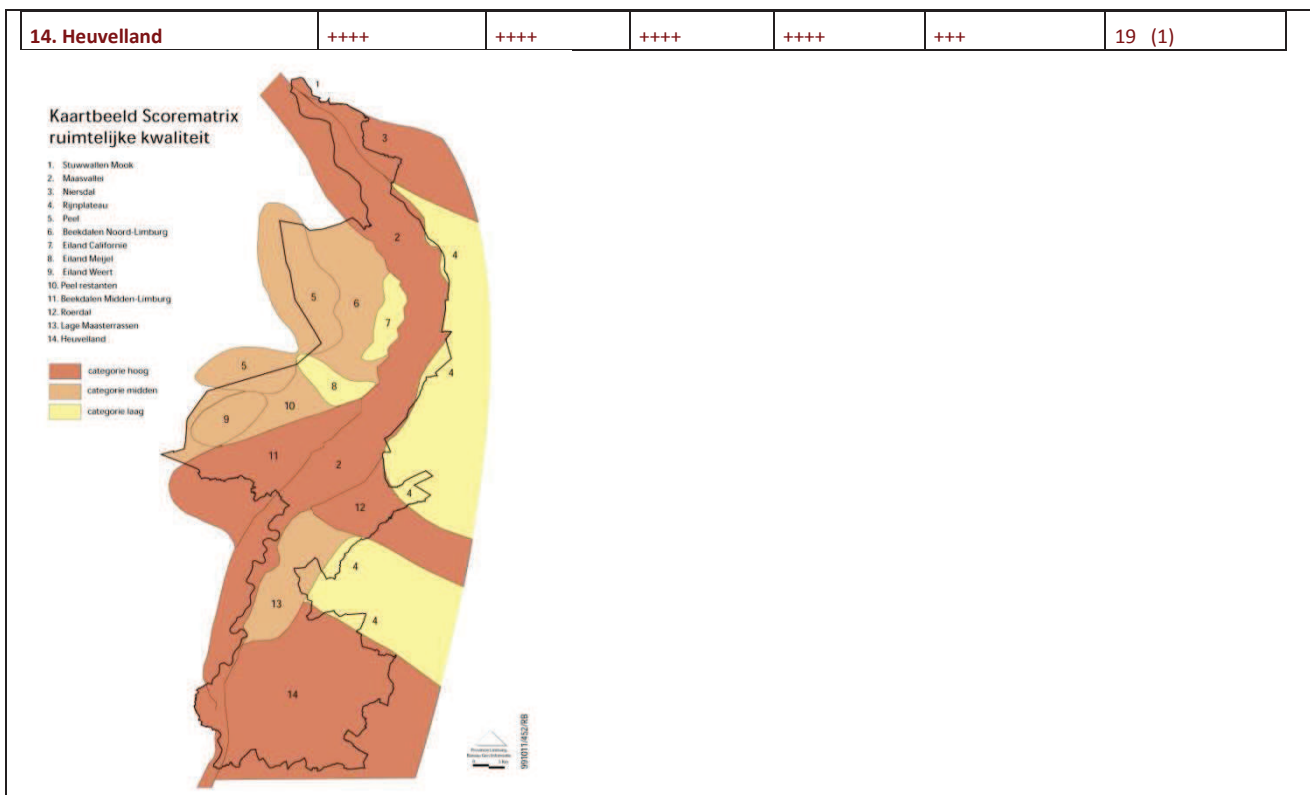 14. Heuvelland ++++ ++++ ++++ ++++ +++ 19 (1)
Kaartbeeld Scorematrix
ruimtelijke kwaliteit
1. Stuwwallen Mook
2. Maasvallei
3. Niersdal
4. Rijnplateau
5. Peel
6. Beekdalen Noord-Limburg
7. Eiland Californie
8. Eiland Meijel
9. Eiland Weert
10. Peel restanten
11. Beekdalen Midden-Limburg
12. Roerdal
13. Lage Maasterrassen
14. Heuvelland
categorie hoog
categorie midden
categorie laag
1
3
2
4
5
6
7
5
4
8
10
9
11
2
4
12
4
13
4
14
991011/452/RB